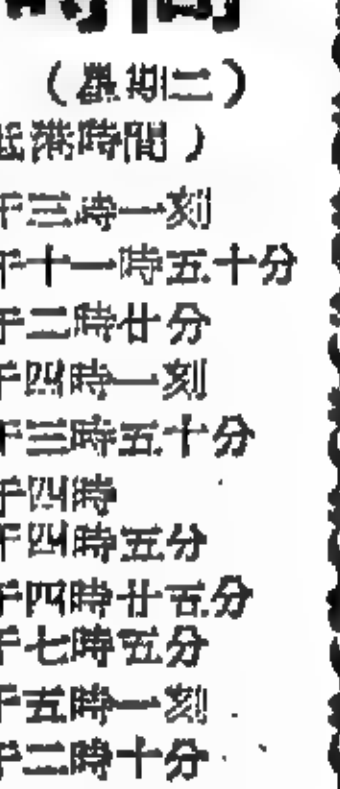 時間
（星期二）
抵港時間）
午三時一刻
午十一時五十分
午二時廿分
午四時一刻
午三時五十分
午四時
午四時五分
午四時廿五分
午七時五分
午五時一刻
午二時十分